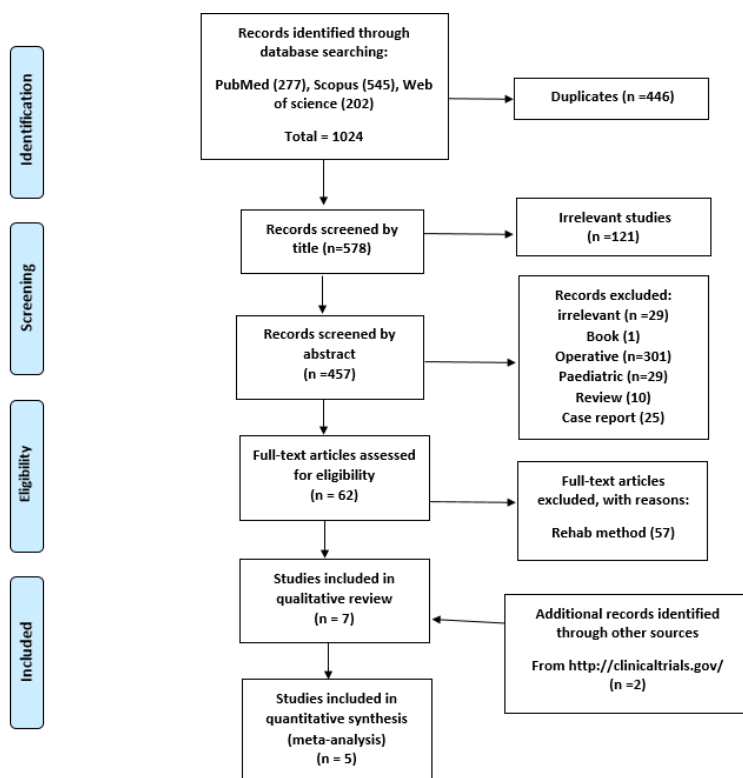 Identification
Records identified through
database searching:
PubMed (277), Scopus (545), Web
of science (202)
Total = 1024
Duplicates (n =446)
Screening
Records screened by
title (n=578)
Irrelevant studies
(n =121)
Records screened by
abstract
(n =457)
Records excluded:
irrelevant (n =29)
Book (1)
Operative (n=301)
Paediatric (n=29)
Review (10)
Case report (25)
Eligibility
Full-text articles assessed
for eligibility
(n = 62)
Full-text articles
excluded, with reasons:
Rehab method (57)
Included
Studies included in
qualitative review
(n = 7)
Additional records identified
through other sources
From http://clinicaltrials.gov/
(n =2)
Studies included in
quantitative synthesis
(meta-analysis)
(n = 5)